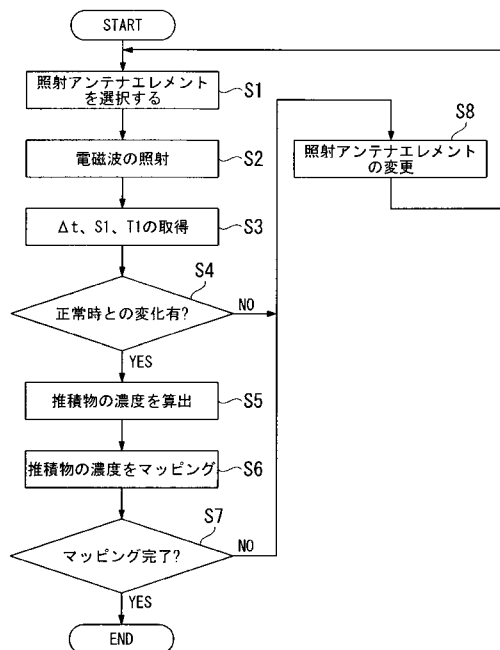 START
照射アンテナエレメント
を選択する
S1
電磁波の照射
S2
Δt、S1、T1の取得
S3
正常時との変化有?
S4
NO
YES
推積物の濃度を算出
S5
推積物の濃度をマッピング
S6
マッピング完了?
S7
NO
YES
END
照射アンテナエレメント
の変更
S8